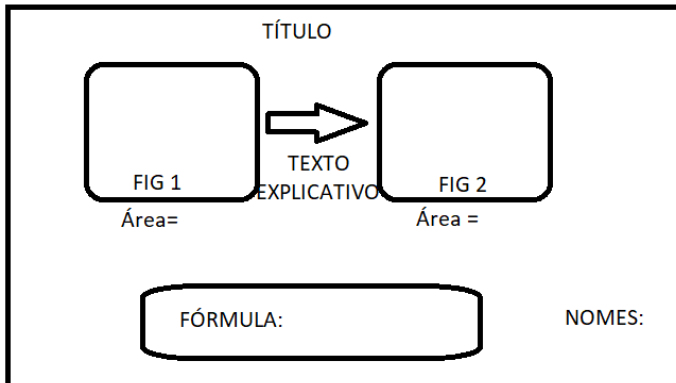 TÍTULO
TEXTO
EXPLICATIVO
FIG 1
FIG 2
Área=
Área =
FÓRMULA:
NOMES: